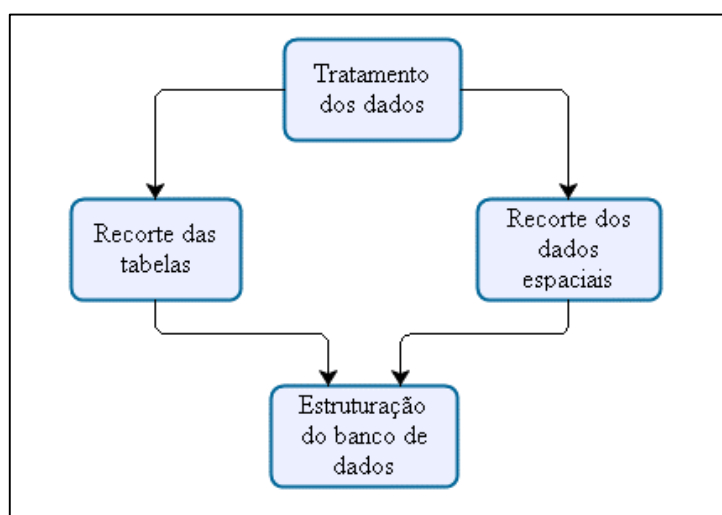 Tratamento
dos dados
Recorte das
tabelas
Recorte dos
dados
espaciais
Estruturação
do banco de
dados